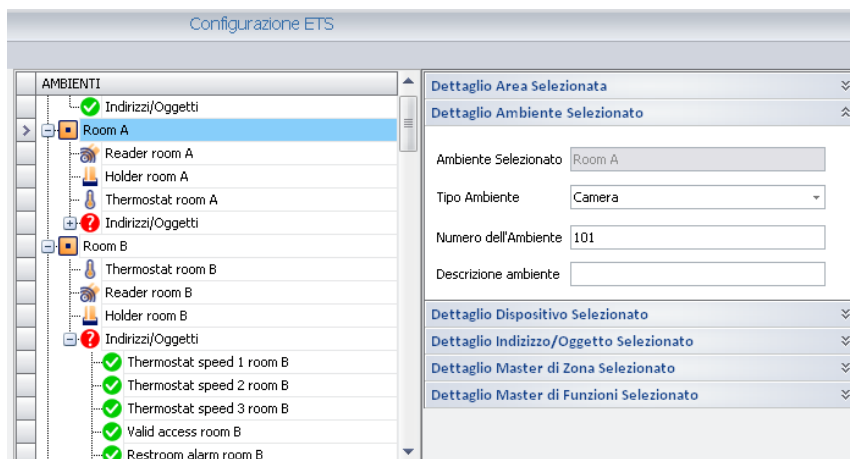 Configurazione ETS
AMBIENTI
Indirizzi/Oggetti
Room A
Reader room A
Holder room A
Thermostat room A
Indirizzi/Oggetti
Room B
Thermostat room B
Reader room B
Holder room B
Indirizzi/Oggetti
Thermostat speed 1 room B
Thermostat speed 2 room B
Thermostat speed 3 room B
Valid access room B
Restroom alarm room B
Dettaglio Area Selezionata
Dettaglio Ambiente Selezionato
Ambiente Selezionato Room A
Tipo Ambiente Camera
Numero dell'Ambiente 101
Descrizione ambiente
Dettaglio Dispositivo Selezionato
Dettaglio Indizizzo/Oggetto Selezionato
Dettaglio Master di Zona Selezionato
Dettaglio Master di Funzioni Selezionato